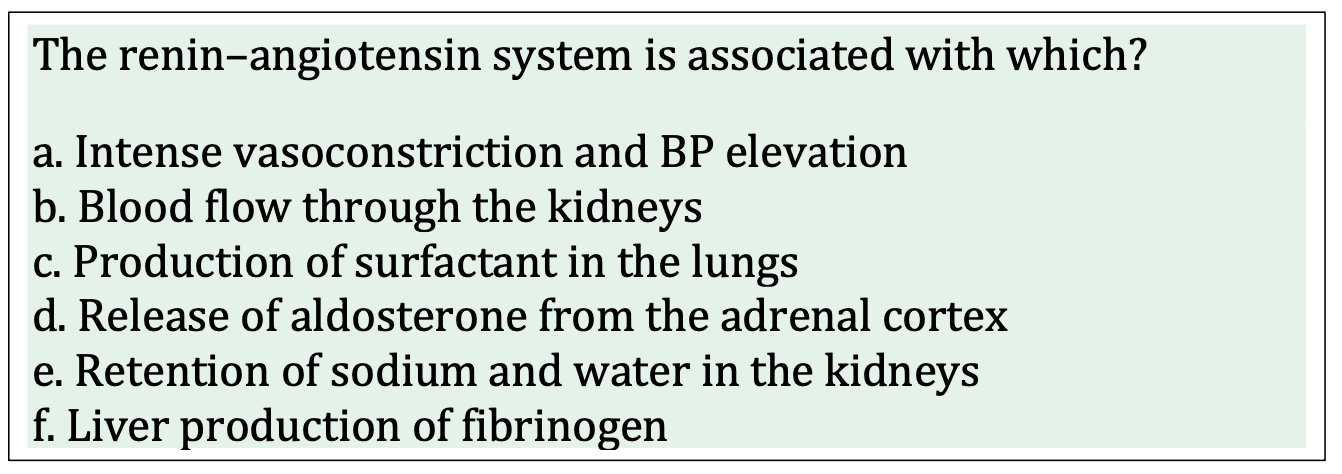 The renin–angiotensin system is associated with which?
a. Intense vasoconstriction and BP elevation
b. Blood flow through the kidneys
c. Production of surfactant in the lungs
d. Release of aldosterone from the adrenal cortex
e. Retention of sodium and water in the kidneys
f. Liver production of fibrinogen